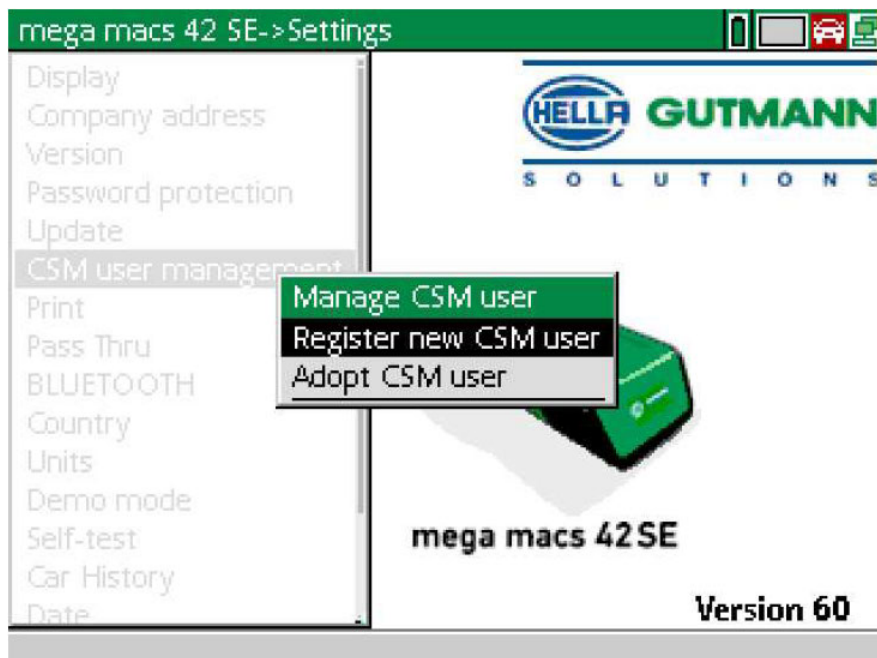 mega macs 42 SE->Settings
Display
Company address
Version
Password protection
Update
CSM user management
Print
Pass Thru
BLUETOOTH
Country
Units
Demo mode
Self-test
Car History
Date
Manage CSM user
Register new CSM user
Adopt CSM user
HELLA GUTMANN
SOLUTIONS
mega macs 42SE
Version 60